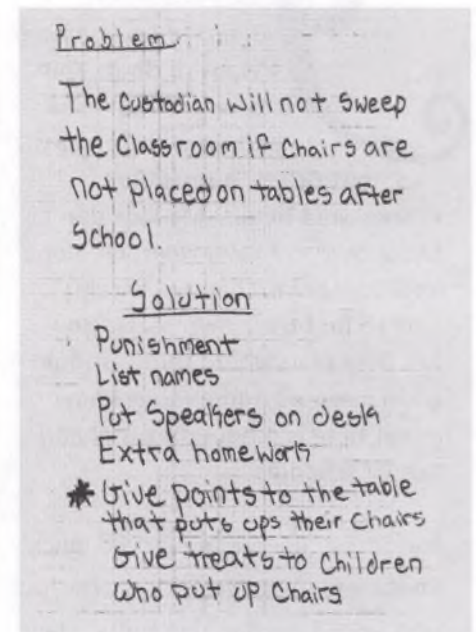 Problem
The Custodian will not sweep
the Classroom if Chairs are
not placed on tables after
School.
Solution
Punishment
List names
Put Speakers on desk
Extra homework
* Give points to the table
that puts ups their Chairs
Give treats to Children
who put up Chairs